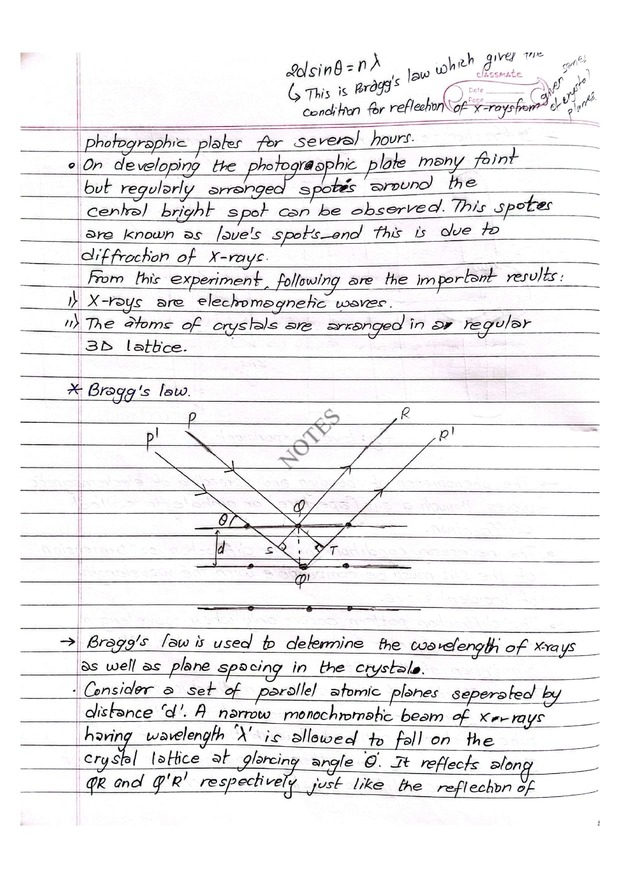 2dsinθ = nλ
↳ This is Bragg's law which gives the
condition for reflection of x-rays from given some
of crystal
planes.
classmate
Date
Page
photographic plates for several hours.
• On developing the photographic plate many faint
but regularly arranged spotes around the
central bright spot can be observed. This spotes
are known as laue's spots and this is due to
diffraction of X-rays.
From this experiment, following are the important results:
i) X-rays are electromagnetic waves.
ii) The atoms of crystals are arranged in a regular
3D lattice.
* Bragg's law.
P R
P' R'
NOTES
θ Q
d S T
Q'
→ Bragg's law is used to determine the wavelength of x-rays
as well as plane spacing in the crystal.
• Consider a set of parallel atomic planes seperated by
distance 'd'. A narrow monochromatic beam of x-rays
having wavelength 'λ' is allowed to fall on the
crystal lattice at glancing angle θ. It reflects along
QR and Q'R' respectively just like the reflection of